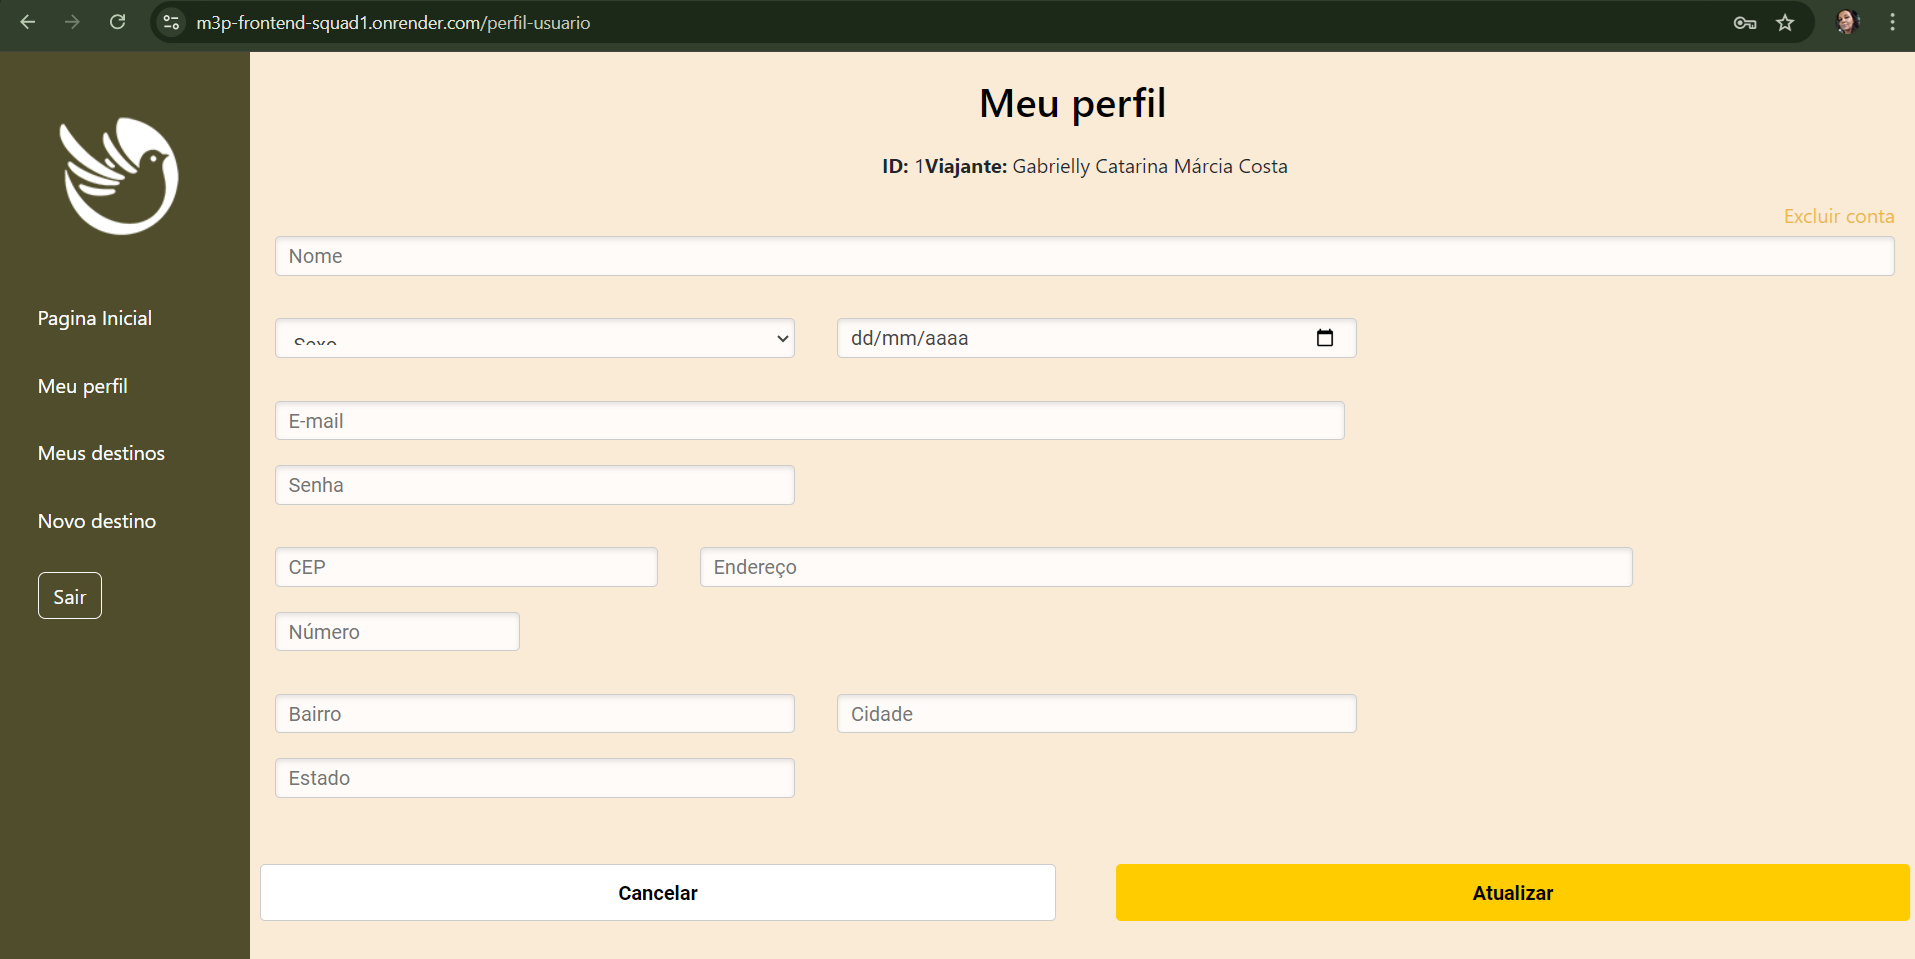 m3p-frontend-squad1.onrender.com/perfil-usuario
Meu perfil
ID: 1Viajante: Gabrielly Catarina Márcia Costa
Excluir conta
Nome
Pagina Inicial
Sexo
dd/mm/aaaa
Meu perfil
E-mail
Meus destinos
Senha
Novo destino
CEP
Endereço
Sair
Número
Bairro
Cidade
Estado
Cancelar
Atualizar